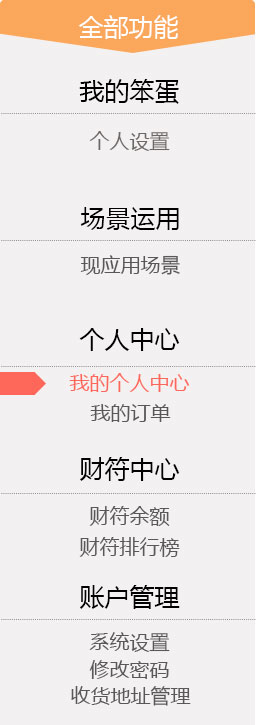 全部功能
我的笨蛋
个人设置
场景运用
现应用场景
个人中心
我的个人中心
我的订单
财符中心
财符余额
财符排行榜
账户管理
系统设置
修改密码
收货地址管理